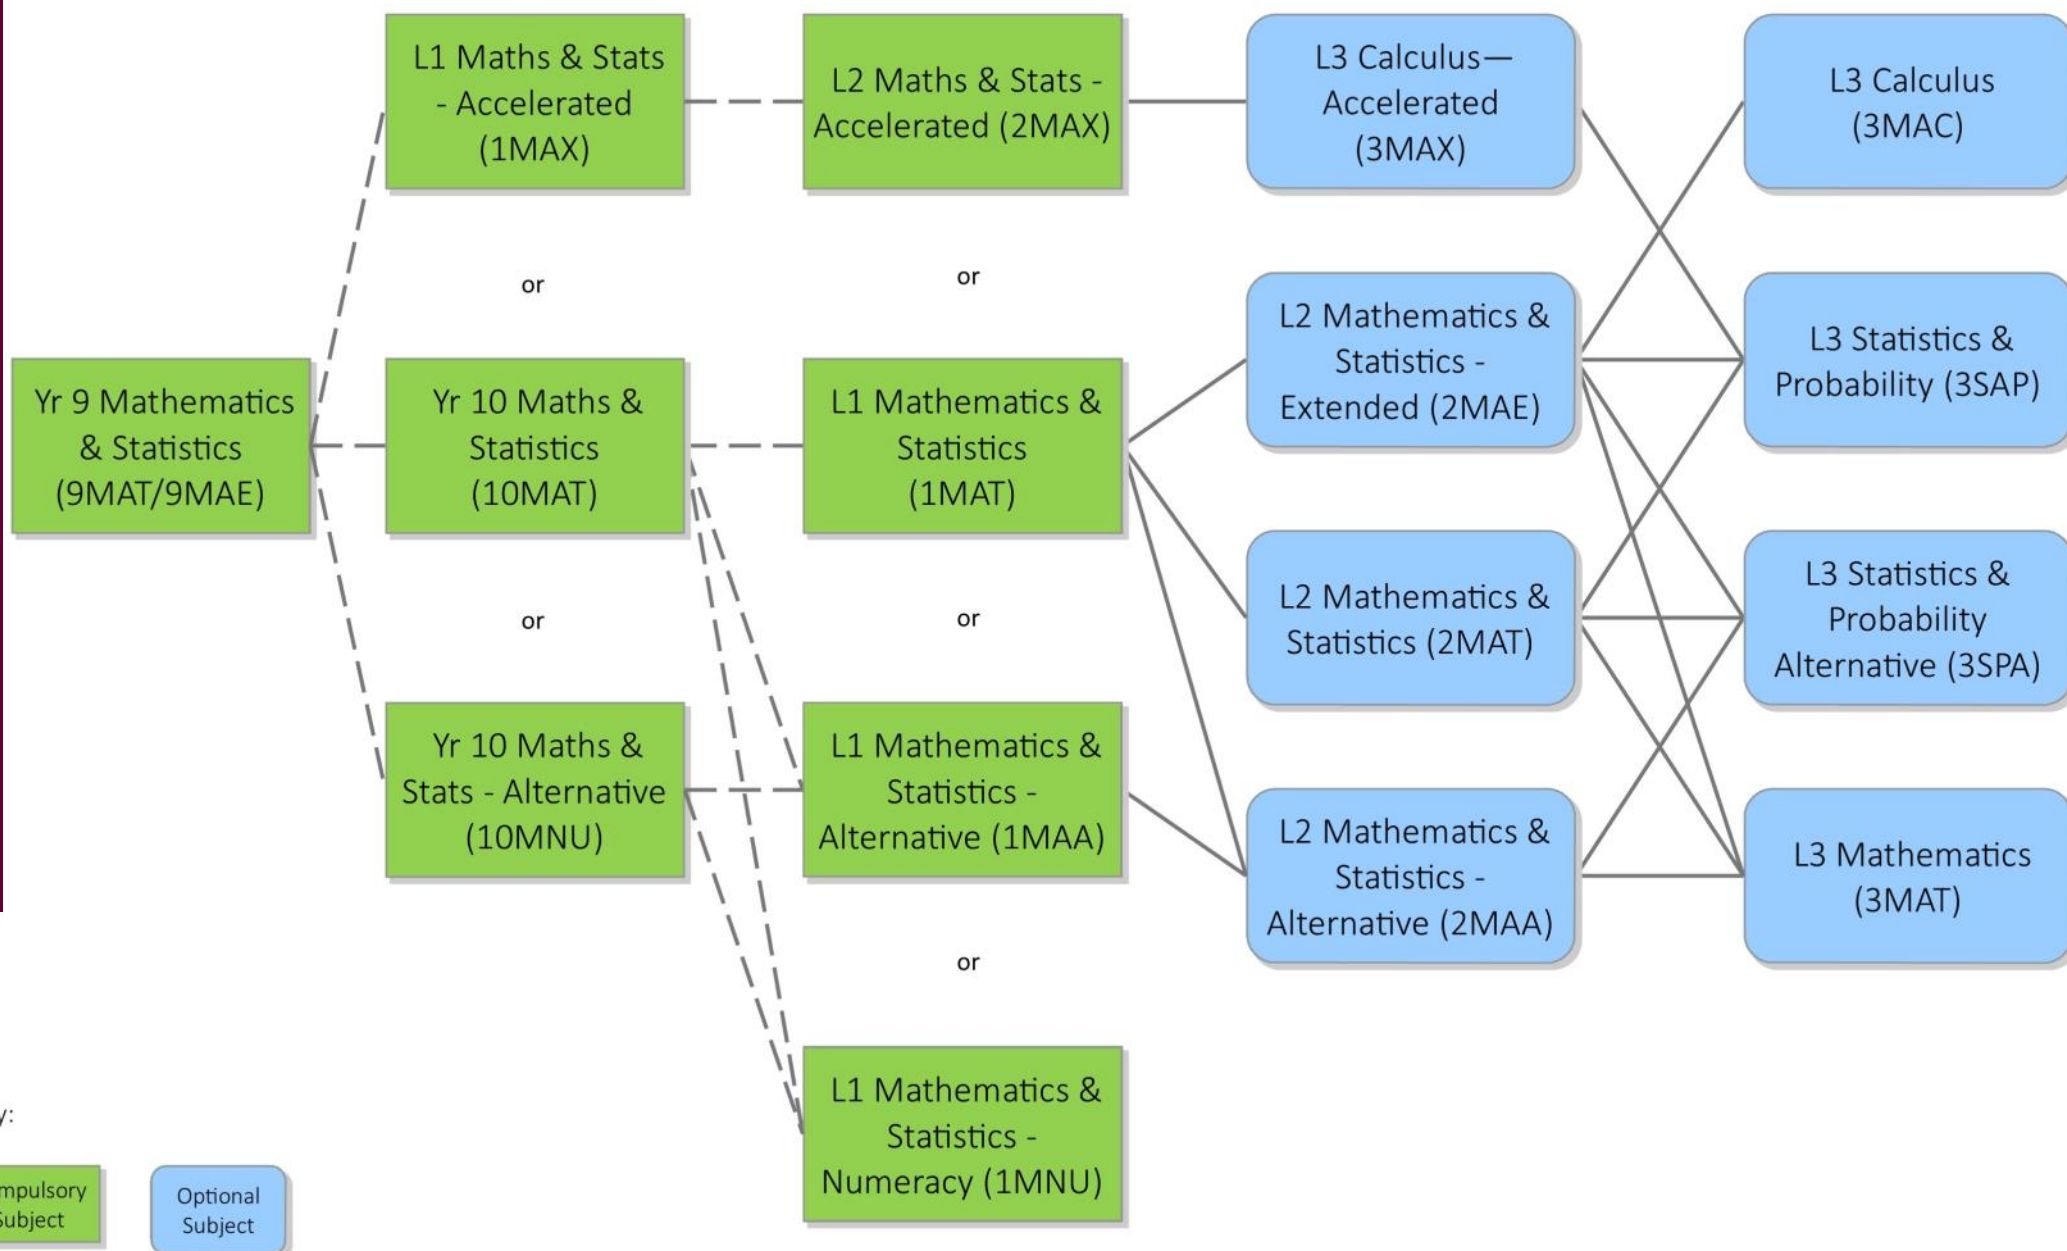 L1 Maths & Stats
- Accelerated
(1MAX)
L2 Maths & Stats -
Accelerated (2MAX)
L3 Calculus—
Accelerated
(3MAX)
L3 Calculus
(3MAC)
or
or
Yr 9 Mathematics
& Statistics
(9MAT/9MAE)
Yr 10 Maths &
Statistics
(10MAT)
L1 Mathematics &
Statistics
(1MAT)
L2 Mathematics &
Statistics -
Extended (2MAE)
L3 Statistics &
Probability (3SAP)
or
or
L2 Mathematics &
Statistics (2MAT)
L3 Statistics &
Probability
Alternative (3SPA)
Yr 10 Maths &
Stats - Alternative
(10MNU)
L1 Mathematics &
Statistics -
Alternative (1MAA)
L2 Mathematics &
Statistics -
Alternative (2MAA)
L3 Mathematics
(3MAT)
or
L1 Mathematics &
Statistics -
Numeracy (1MNU)
y:
mpulsory
Subject
Optional
Subject